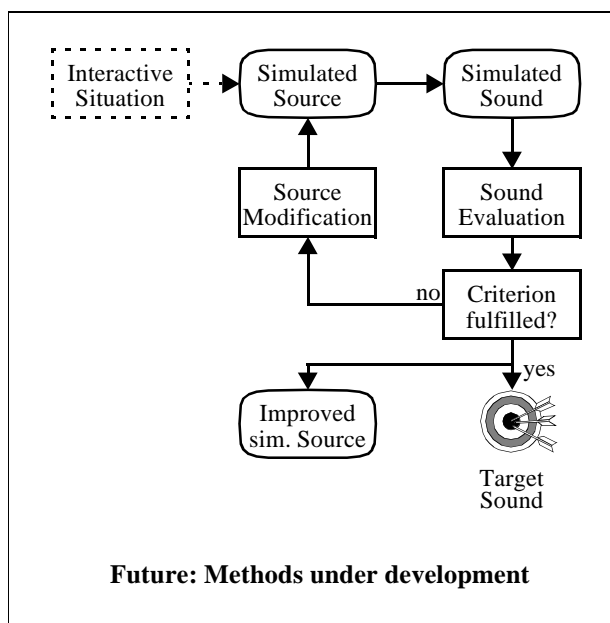 Interactive
Situation
Simulated
Source
Simulated
Sound
Source
Modification
Sound
Evaluation
no
Criterion
fulfilled?
yes
Improved
sim. Source
Target
Sound
Future: Methods under development